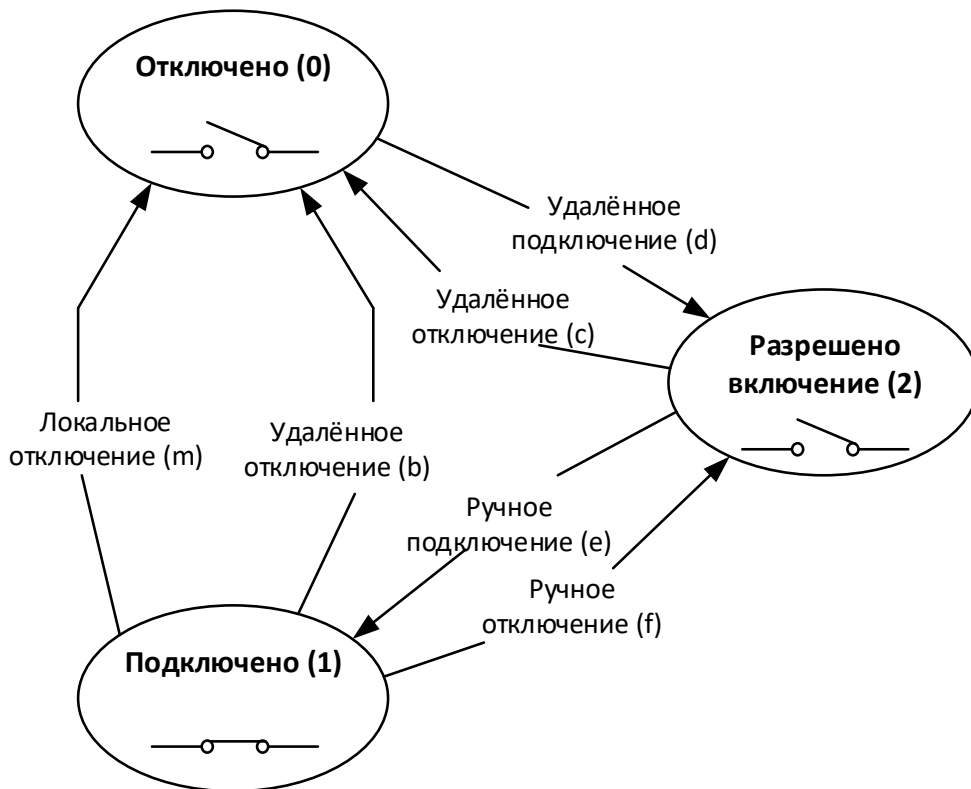 Отключено (0)
Удалённое
подключение (d)
Удалённое
отключение (c)
Разрешено
включение (2)
Локальное
отключение (m)
Удалённое
отключение (b)
Ручное
подключение (e)
Ручное
отключение (f)
Подключено (1)